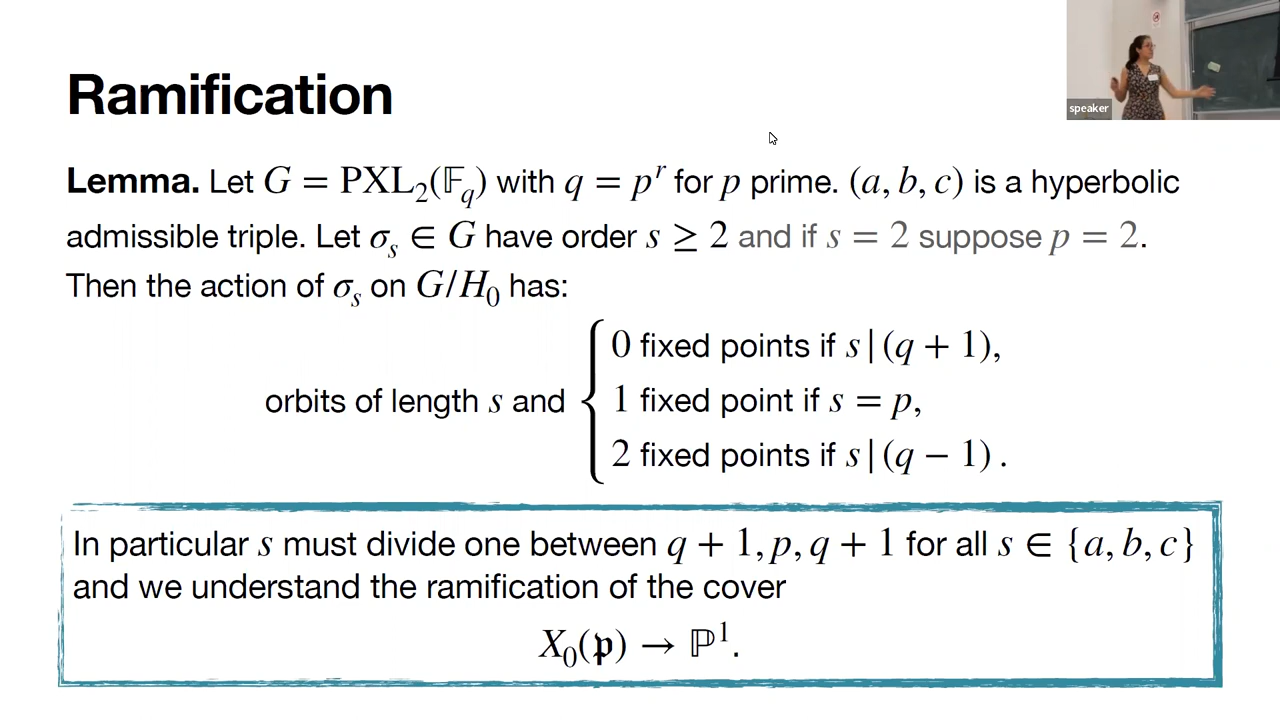 Ramification
speaker
Lemma. Let G = PXL₂(𝔽_q) with q = pʳ for p prime. (a, b, c) is a hyperbolic
admissible triple. Let σₛ ∈ G have order s ≥ 2 and if s = 2 suppose p = 2.
Then the action of σₛ on G/H₀ has:
0 fixed points if s | (q + 1),
orbits of length s and { 1 fixed point if s = p,
2 fixed points if s | (q − 1) .
In particular s must divide one between q + 1, p, q + 1 for all s ∈ {a, b, c}
and we understand the ramification of the cover
X₀(𝔭) → ℙ¹.